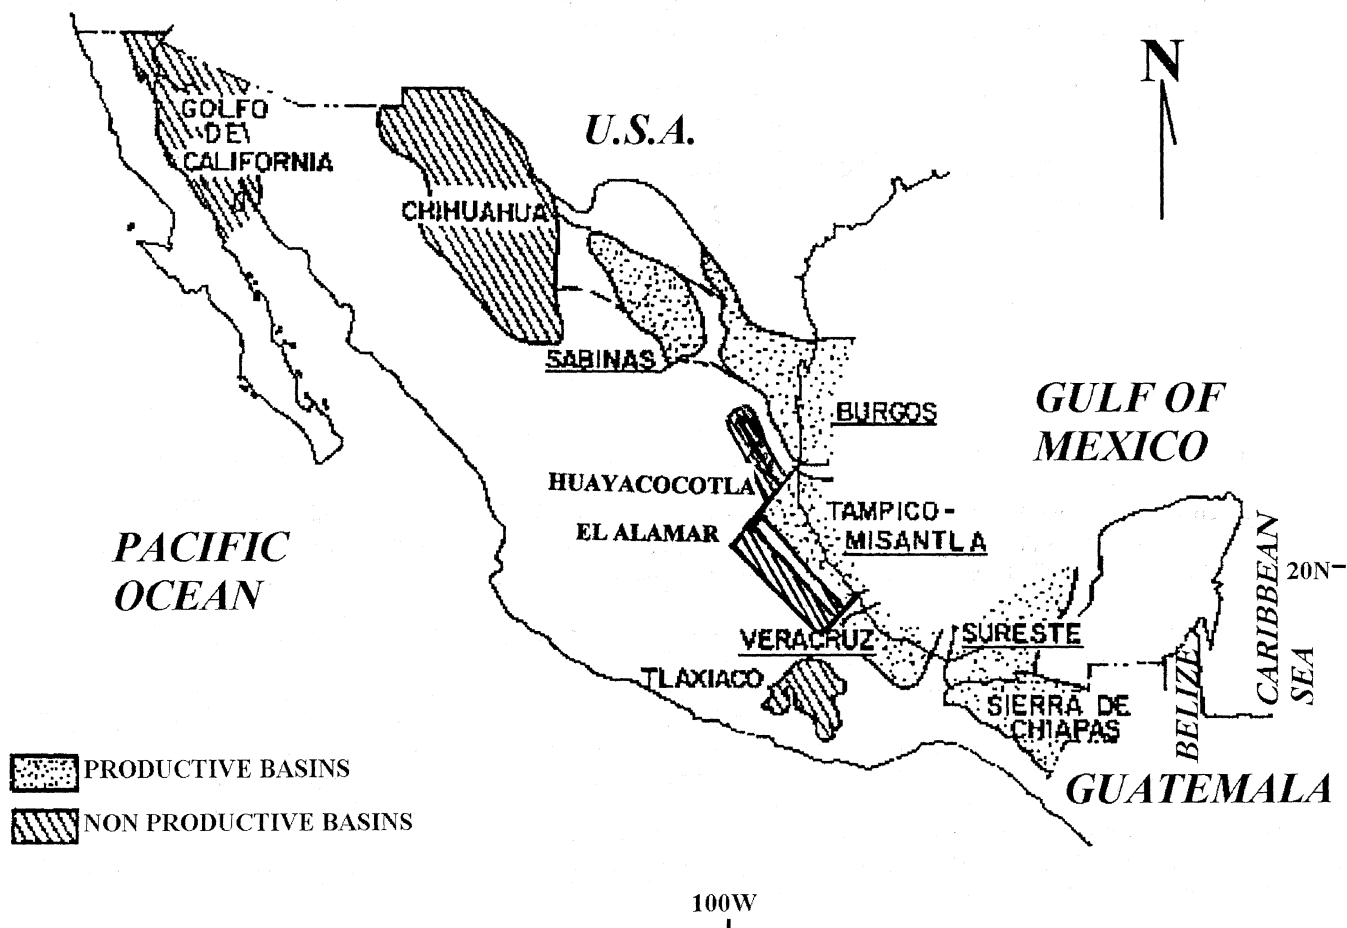 N
U.S.A.
GOLFO
DE
CALIFORNIA
CHIHUAHUA
SABINAS
BURGOS
GULF OF
MEXICO
HUAYACOCOTLA
EL ALAMAR
TAMPICO-
MISANTLA
PACIFIC
OCEAN
CARIBBEAN
SEA
20N
VERACRUZ
SURESTE
TLAXIACO
SIERRA DE
CHIAPAS
BELIZE
GUATEMALA
PRODUCTIVE BASINS
NON PRODUCTIVE BASINS
100W